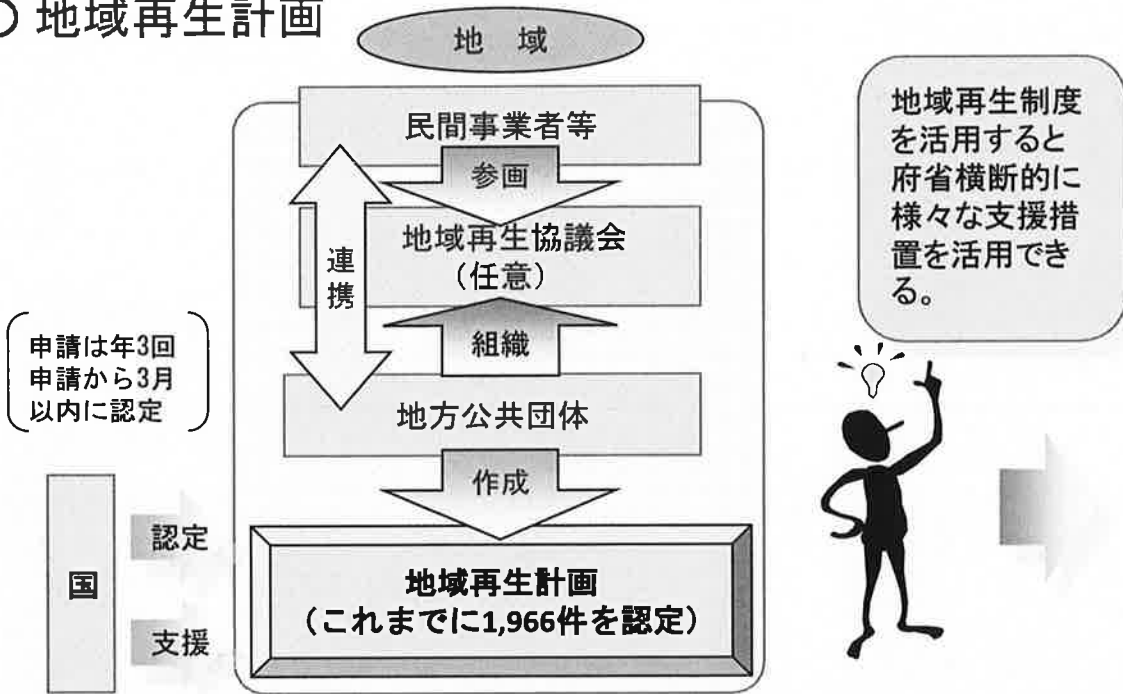 ○ 地域再生計画
地 域
民間事業者等
参画
地域再生協議会
（任意）
連携
組織
地方公共団体
作成
地域再生計画
（これまでに1,966件を認定）
申請は年3回
申請から3月
以内に認定
国
認定
支援
地域再生制度
を活用すると
府省横断的に
様々な支援措
置を活用でき
る。